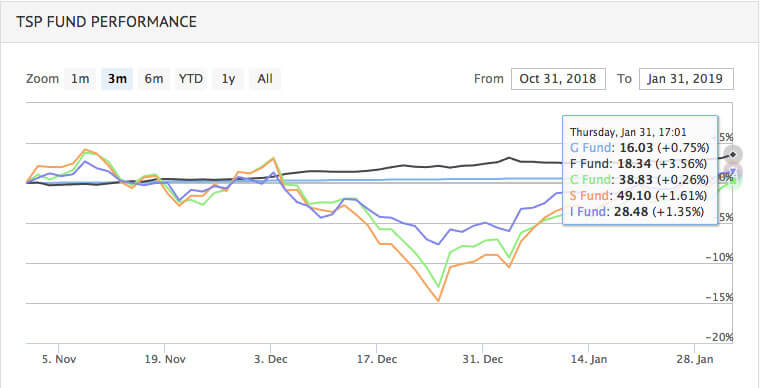 TSP FUND PERFORMANCE
Zoom 1m 3m 6m YTD 1y All From Oct 31, 2018 To Jan 31, 2019
Thursday, Jan 31, 17:01
G Fund: 16.03 (+0.75%)
F Fund: 18.34 (+3.56%)
C Fund: 38.83 (+0.26%)
S Fund: 49.10 (+1.61%)
I Fund: 28.48 (+1.35%)
5%
0%
-5%
-10%
-15%
-20%
5. Nov 19. Nov 3. Dec 17. Dec 31. Dec 14. Jan 28. Jan